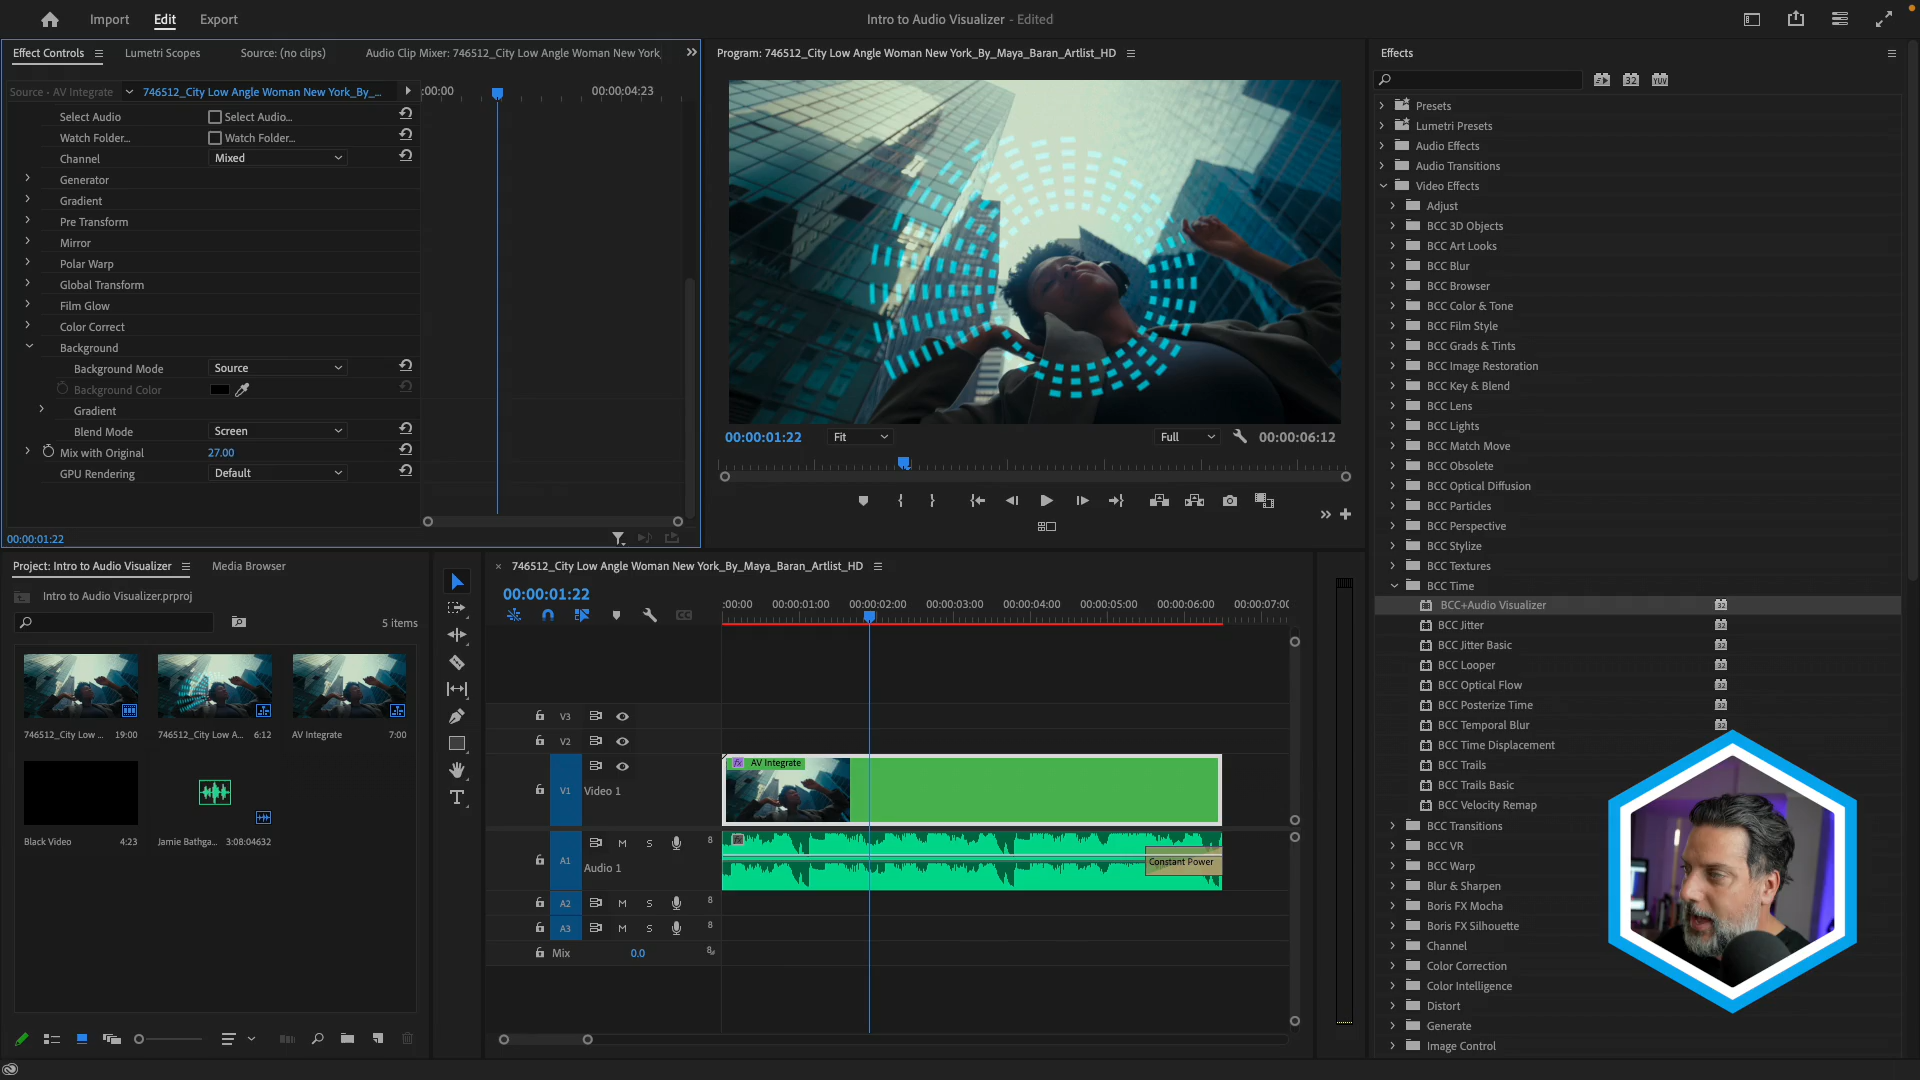 Import
Edit
Export
Intro to Audio Visualizer - Edited
Effect Controls
Lumetri Scopes
Source: (no clips)
Audio Clip Mixer: 746512_City Low Angle Woman New York
Source - AV Integrate
746512_City Low Angle Woman New York_By_...
:00:00
00:00:04:23
Select Audio
Select Audio...
Watch Folder...
Watch Folder...
Channel
Mixed
Generator
Gradient
Pre Transform
Mirror
Polar Warp
Global Transform
Film Glow
Color Correct
Background
Background Mode
Source
Background Color
Gradient
Blend Mode
Screen
Mix with Original
27.00
GPU Rendering
Default
00:00:01:22
Program: 746512_City Low Angle Woman New York_By_Maya_Baran_Artlist_HD
00:00:01:22
Fit
Full
00:00:06:12
Effects
32
YUV
Presets
Lumetri Presets
Audio Effects
Audio Transitions
Video Effects
Adjust
BCC 3D Objects
BCC Art Looks
BCC Blur
BCC Browser
BCC Color & Tone
BCC Film Style
BCC Grads & Tints
BCC Image Restoration
BCC Key & Blend
BCC Lens
BCC Lights
BCC Match Move
BCC Obsolete
BCC Optical Diffusion
BCC Particles
BCC Perspective
BCC Stylize
BCC Textures
BCC Time
BCC+Audio Visualizer
BCC Jitter
BCC Jitter Basic
BCC Looper
BCC Optical Flow
BCC Posterize Time
BCC Temporal Blur
BCC Time Displacement
BCC Trails
BCC Trails Basic
BCC Velocity Remap
BCC Transitions
BCC VR
BCC Warp
Blur & Sharpen
Boris FX Mocha
Boris FX Silhouette
Channel
Color Correction
Color Intelligence
Distort
Generate
Image Control
Project: Intro to Audio Visualizer
Media Browser
Intro to Audio Visualizer.prproj
5 items
746512_City Low ...
19:00
746512_City Low A...
6:12
AV Integrate
7:00
Black Video
4:23
Jamie Bathga...
3:08:04632
746512_City Low Angle Woman New York_By_Maya_Baran_Artlist_HD
00:00:01:22
:00:00
00:00:01:00
00:00:02:00
00:00:03:00
00:00:04:00
00:00:05:00
00:00:06:00
00:00:07:00
V3
V2
V1
Video 1
fx
AV Integrate
A1
M
S
8
Audio 1
Constant Power
A2
M
S
8
A3
M
S
8
Mix
0.0